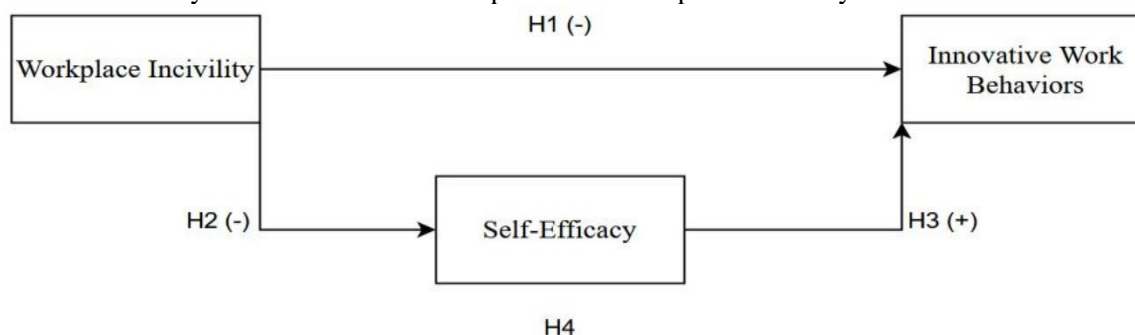 H1 (-)
Workplace Incivility
Innovative Work
Behaviors
H2 (-)
Self-Efficacy
H3 (+)
H4